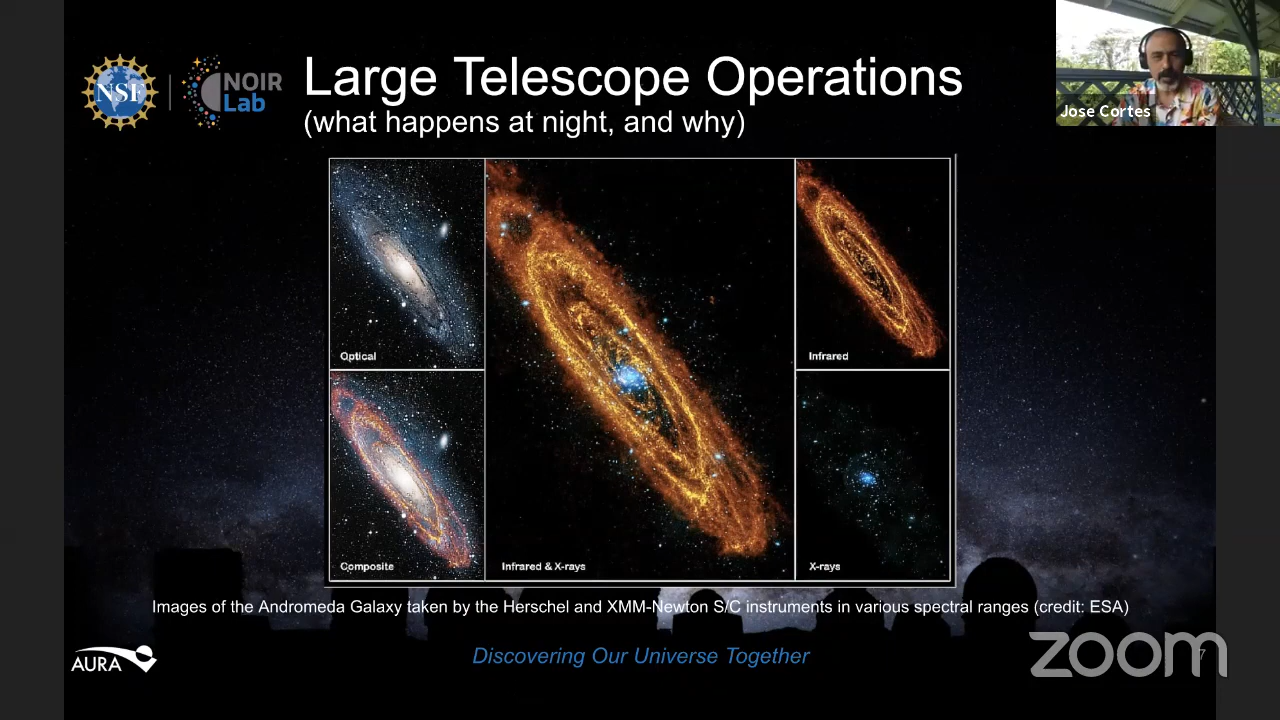 NSF
NOIR
Lab
Large Telescope Operations
(what happens at night, and why)
Jose Cortes
Optical
Infrared
Composite
Infrared & X-rays
X-rays
Images of the Andromeda Galaxy taken by the Herschel and XMM-Newton S/C instruments in various spectral ranges (credit: ESA)
AURA
Discovering Our Universe Together
7
zoom